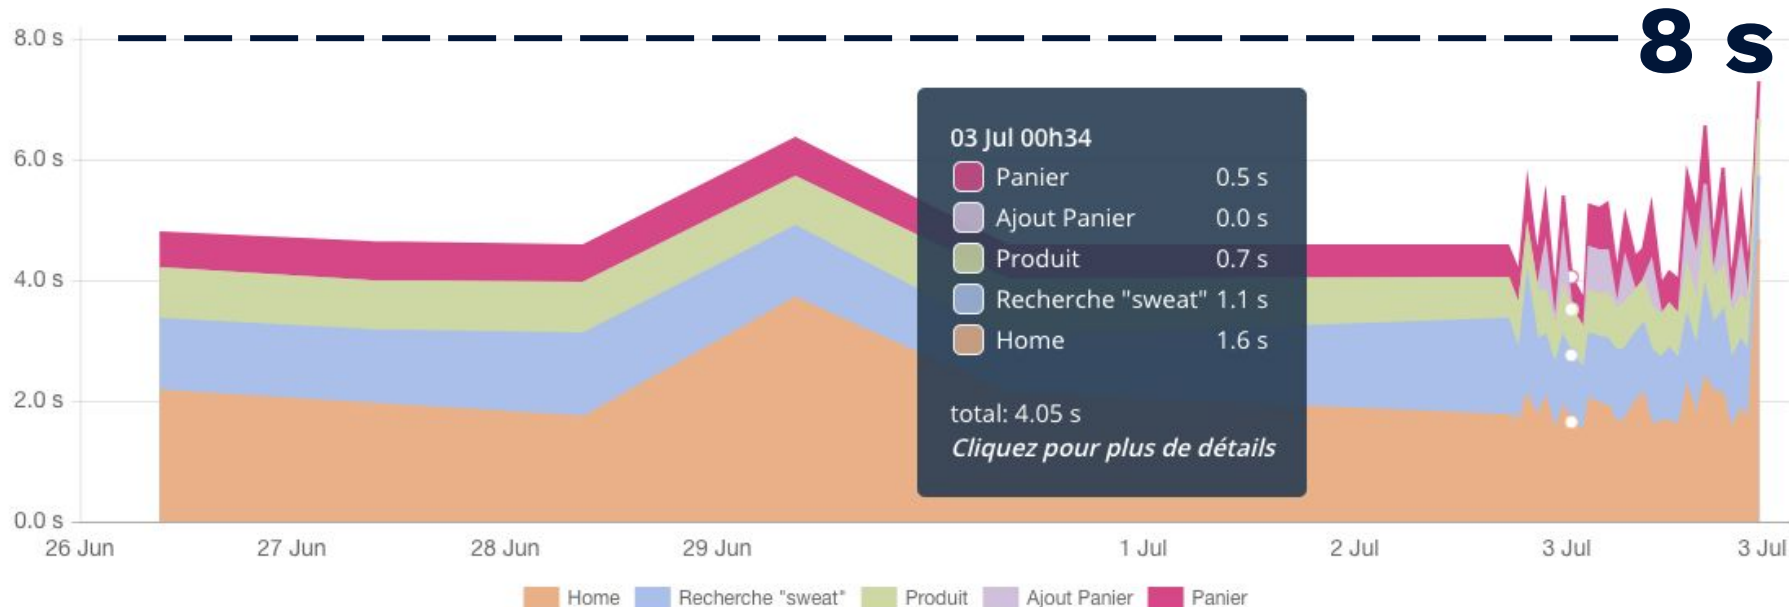 8.0 s
8 s
6.0 s
4.0 s
2.0 s
0.0 s
03 Jul 00h34
Panier 0.5 s
Ajout Panier 0.0 s
Produit 0.7 s
Recherche "sweat" 1.1 s
Home 1.6 s
total: 4.05 s
Cliquez pour plus de détails
26 Jun 27 Jun 28 Jun 29 Jun 1 Jul 2 Jul 3 Jul 3 Jul
Home Recherche "sweat" Produit Ajout Panier Panier